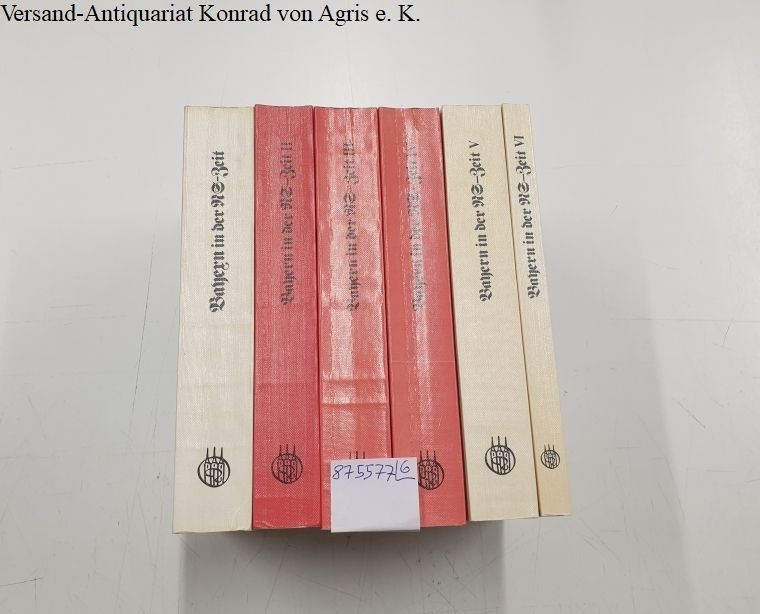 Versand-Antiquariat Konrad von Agris e. K.
Bayern in der NS-Zeit
Bayern in der NS-Zeit II
Bayern in der NS-Zeit III
Bayern in der NS-Zeit IV
Bayern in der NS-Zeit V
Bayern in der NS-Zeit VI
875577/6